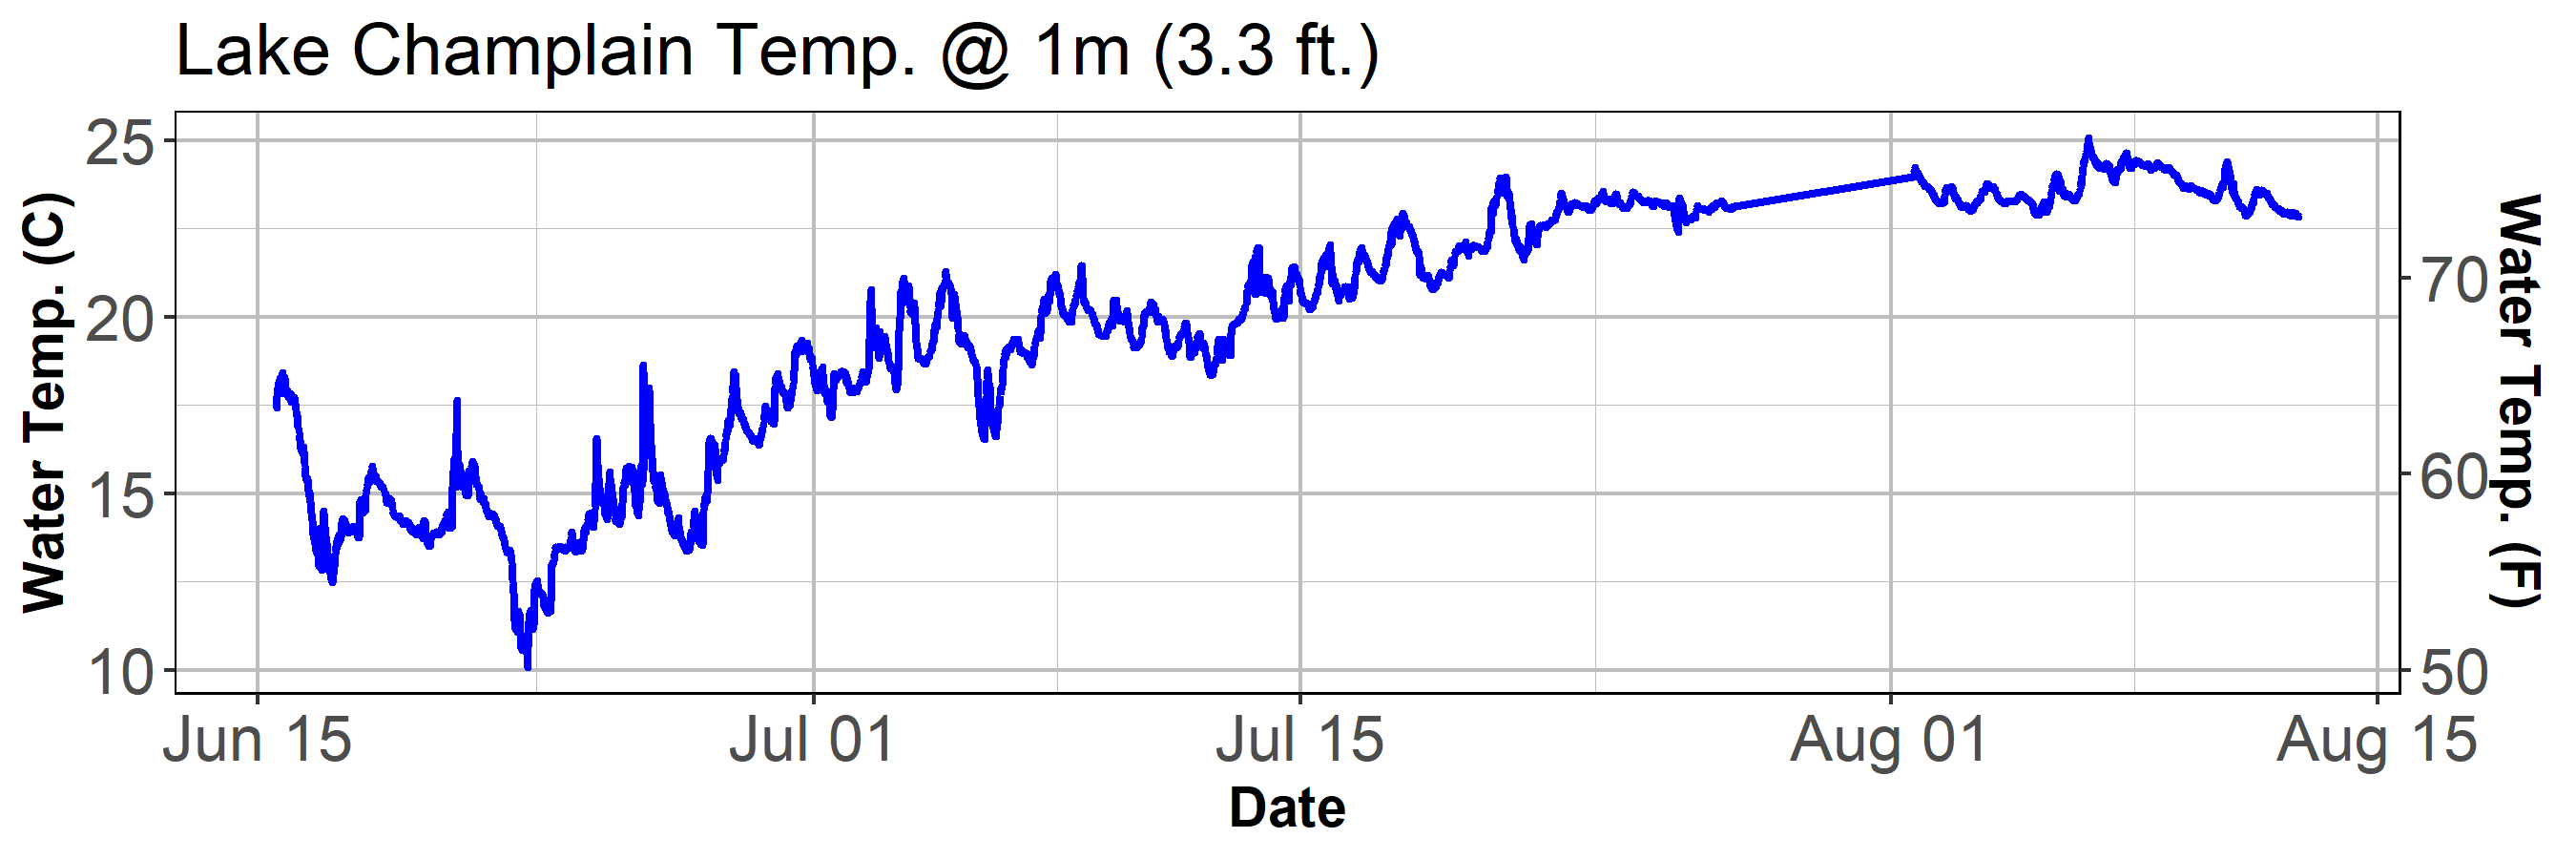 Lake Champlain Temp. @ 1m (3.3 ft.)
Water Temp. (C)
25
20
15
10
70
60
50
Water Temp. (F)
Jun 15
Jul 01
Jul 15
Aug 01
Aug 15
Date